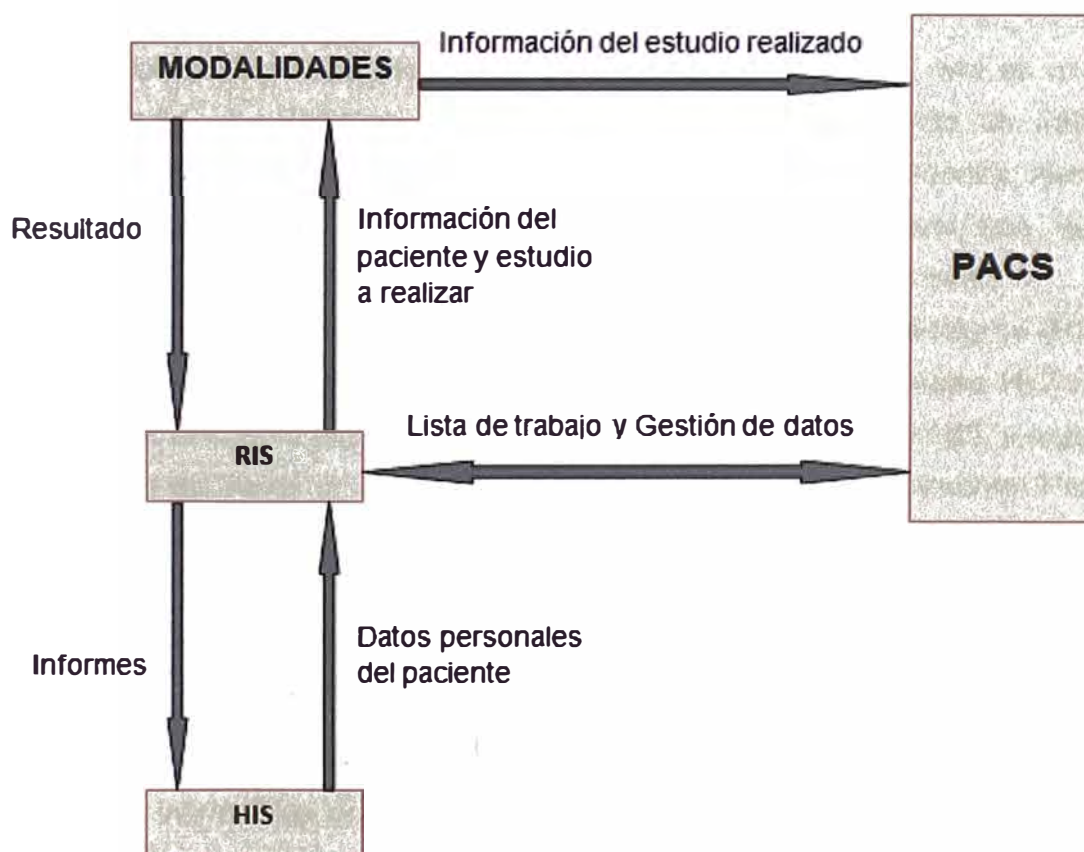 Información del estudio realizado
MODALIDADES
Resultado
Información del
paciente y estudio
a realizar
PACS
Lista de trabajo y Gestión de datos
RIS
Informes
Datos personales
del paciente
HIS